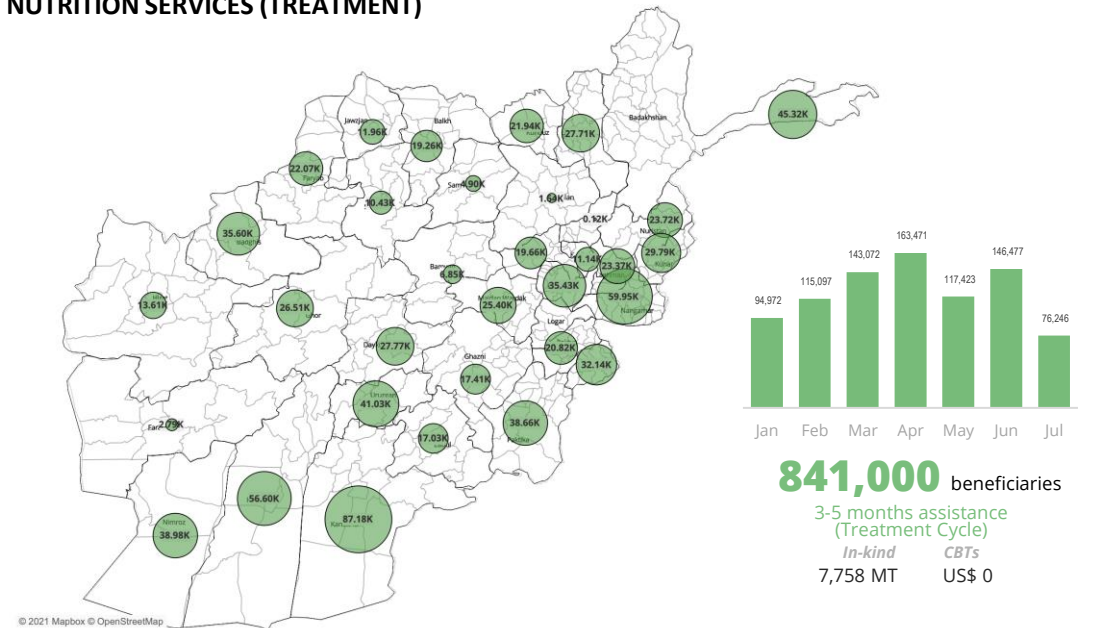 NUTRITION SERVICES (TREATMENT)
45.32K
Badakhshan
Jawzjan
11.96K
Balkh
19.26K
21.94K
27.71K
22.07K
Faryab
10.43K
4.90K
0.12K
23.72K
35.60K
29.79K
19.66K
11.14K
23.37K
6.85K
35.43K
59.95K
Nangarhar
13.61K
26.51K
25.40K
Logar
20.82K
32.14K
27.77K
Ghazni
17.41K
41.03K
38.66K
Paktika
17.03K
2.79K
56.60K
87.18K
Nimroz
38.98K
94,972
115,097
143,072
163,471
117,423
146,477
76,246
Jan Feb Mar Apr May Jun Jul
841,000 beneficiaries
3-5 months assistance
(Treatment Cycle)
In-kind CBTs
7,758 MT US$ 0
© 2021 Mapbox © OpenStreetMap